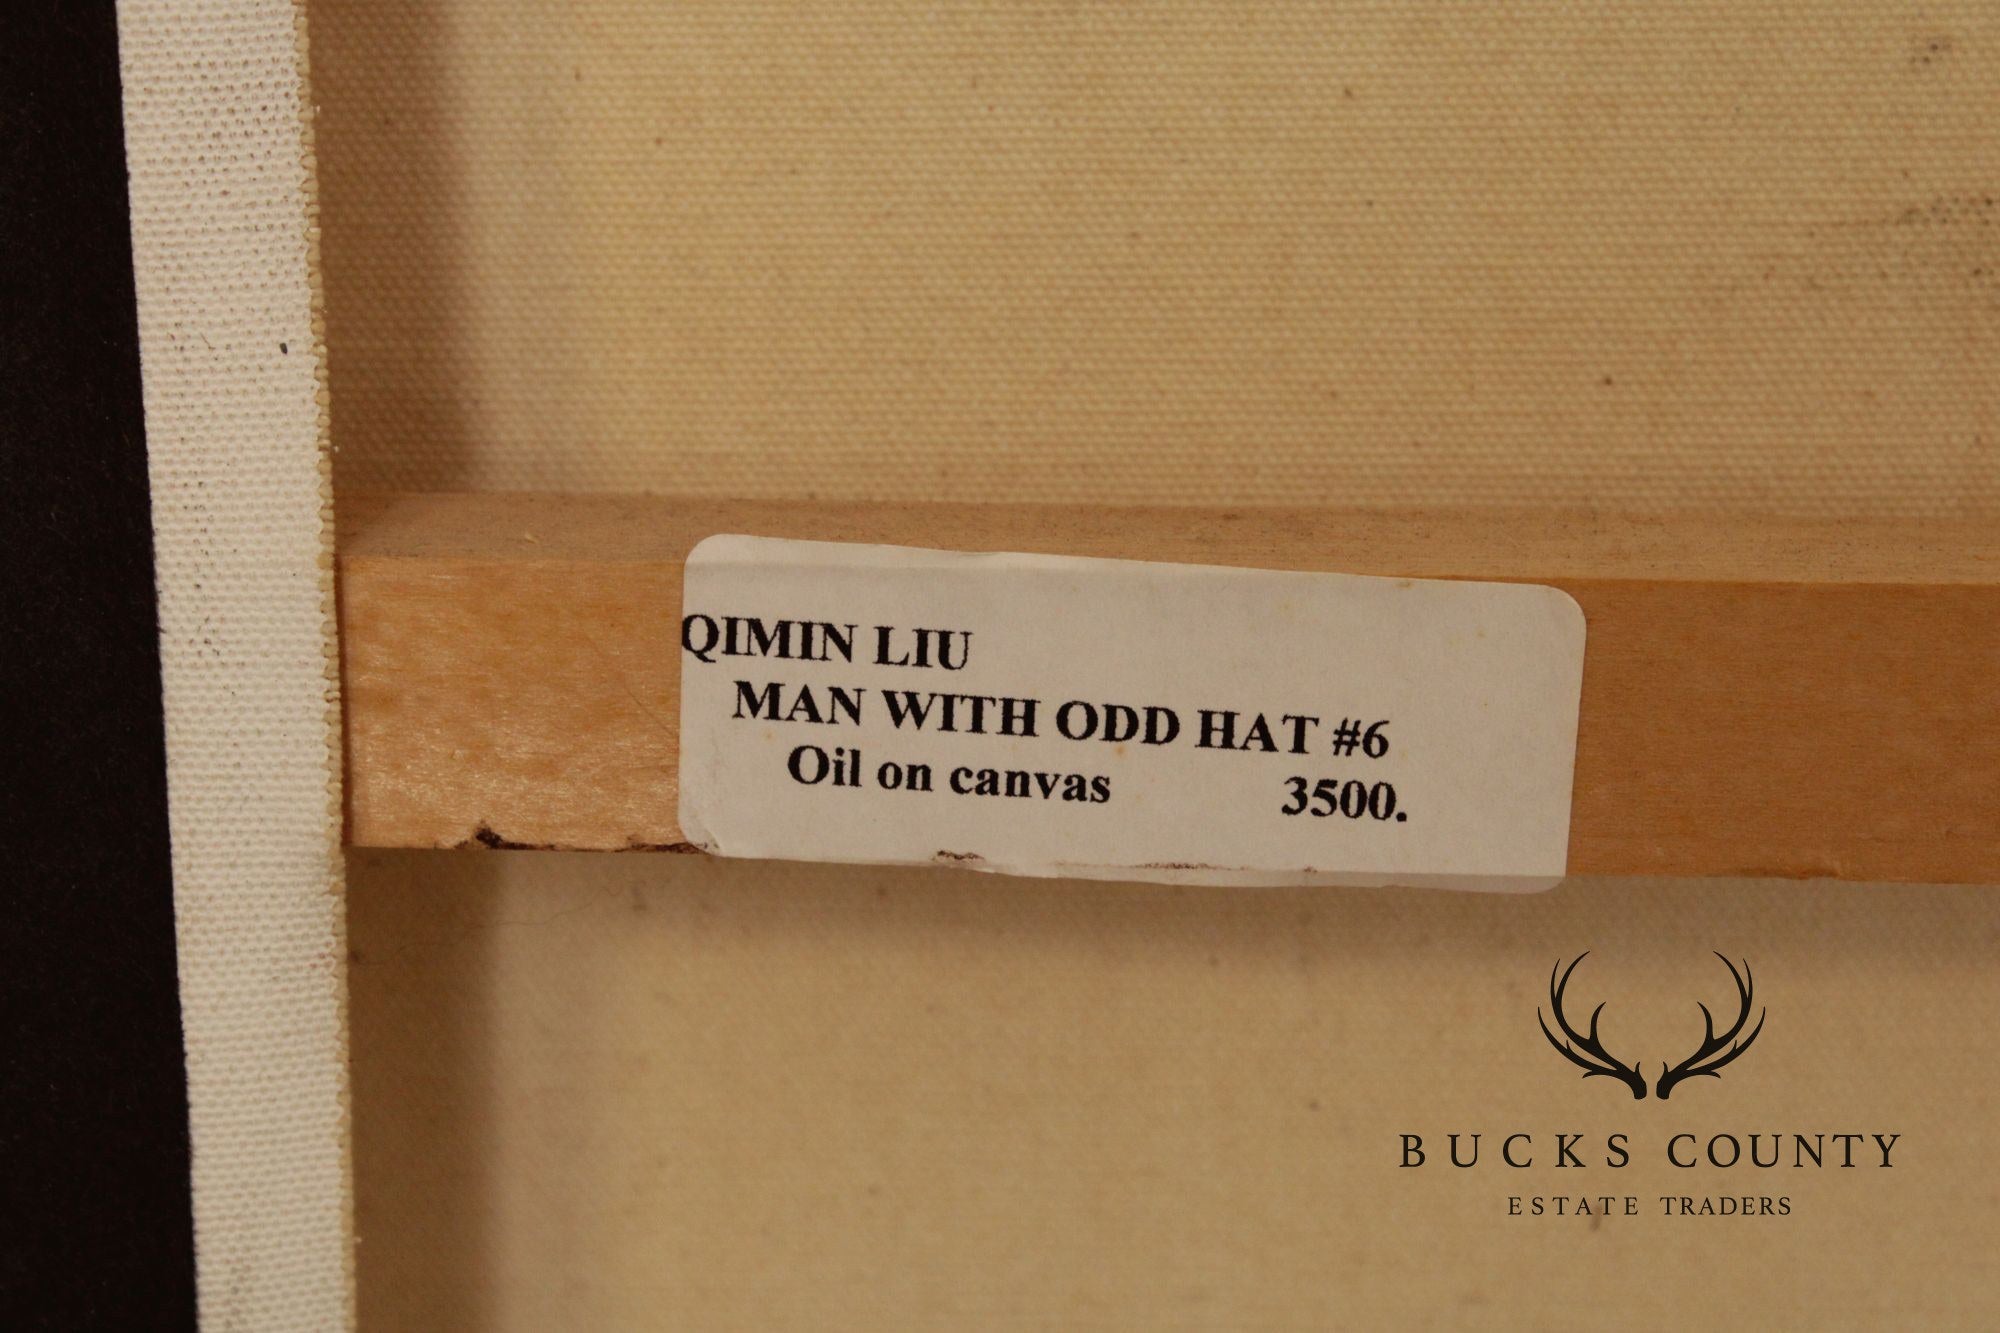 QIMIN LIU
MAN WITH ODD HAT #6
Oil on canvas 3500.
BUCKS COUNTY
ESTATE TRADERS